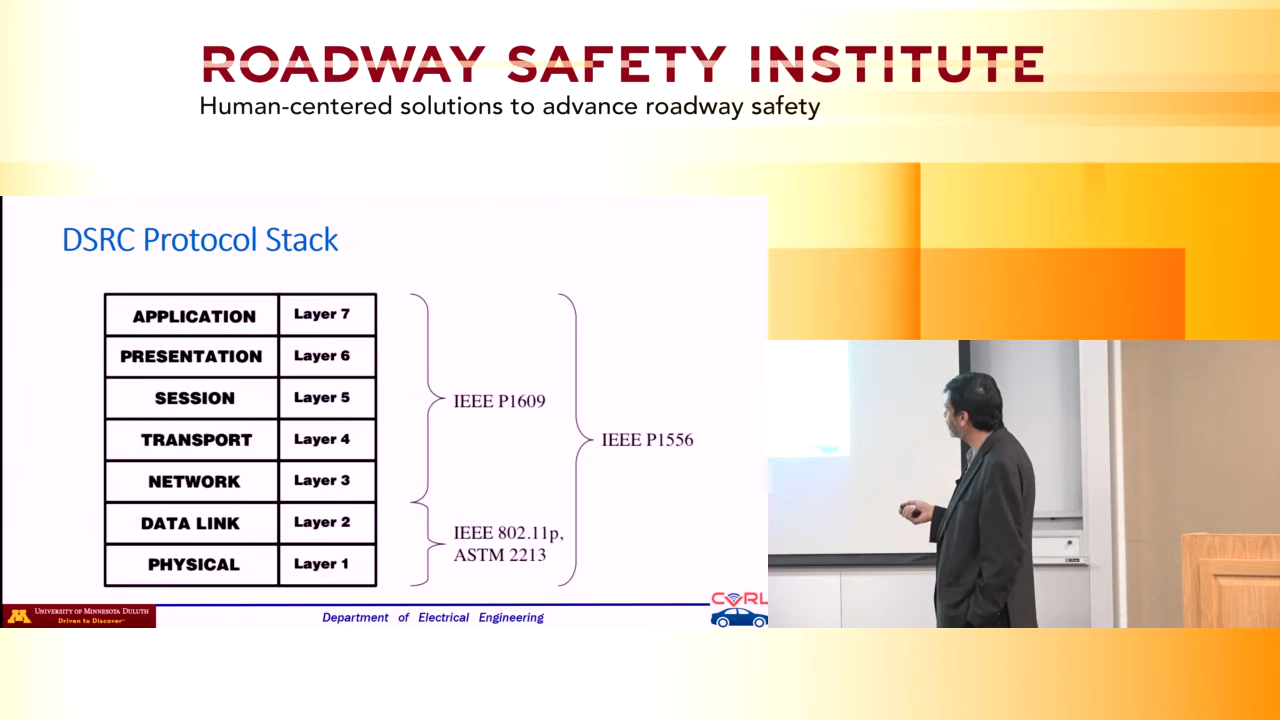 ROADWAY SAFETY INSTITUTE
Human-centered solutions to advance roadway safety
DSRC Protocol Stack
APPLICATION Layer 7
PRESENTATION Layer 6
SESSION Layer 5
TRANSPORT Layer 4
NETWORK Layer 3
DATA LINK Layer 2
PHYSICAL Layer 1
IEEE P1609
IEEE 802.11p,
ASTM 2213
IEEE P1556
UNIVERSITY OF MINNESOTA DULUTH
Driven to Discover
Department of Electrical Engineering